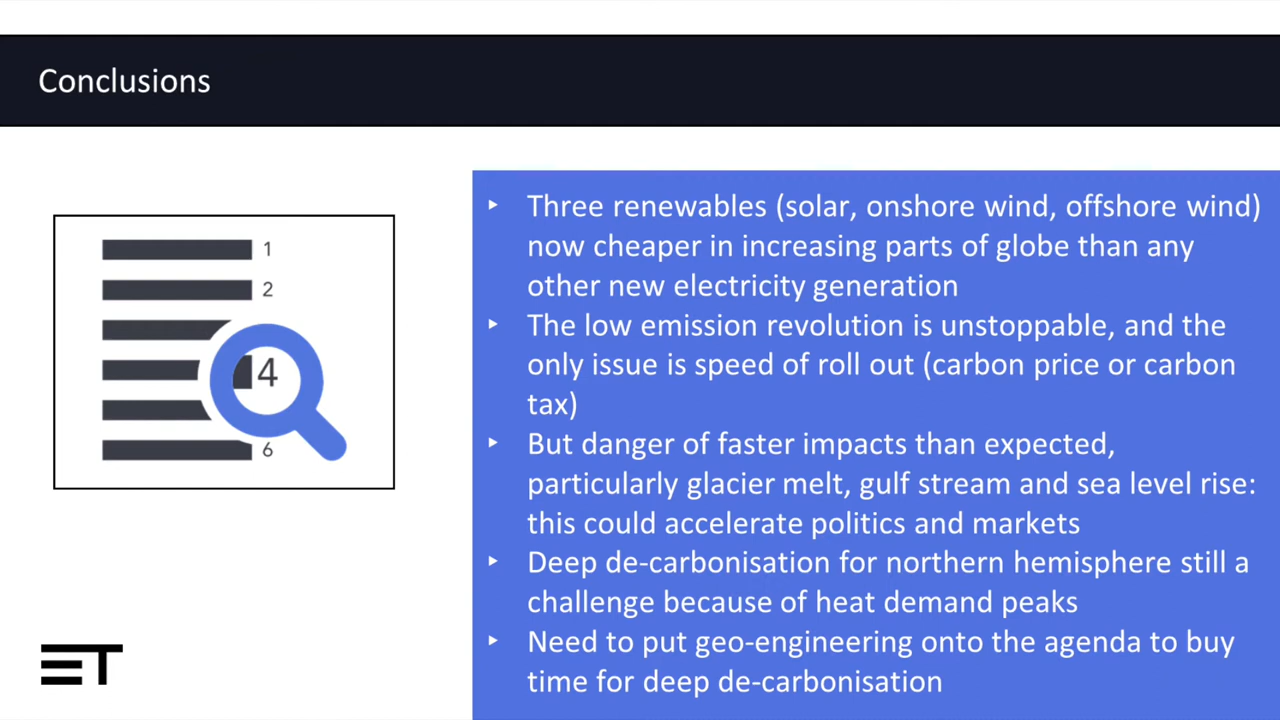 Conclusions
1
2
4
6
ET
‣ Three renewables (solar, onshore wind, offshore wind)
now cheaper in increasing parts of globe than any
other new electricity generation
‣ The low emission revolution is unstoppable, and the
only issue is speed of roll out (carbon price or carbon
tax)
‣ But danger of faster impacts than expected,
particularly glacier melt, gulf stream and sea level rise:
this could accelerate politics and markets
‣ Deep de-carbonisation for northern hemisphere still a
challenge because of heat demand peaks
‣ Need to put geo-engineering onto the agenda to buy
time for deep de-carbonisation